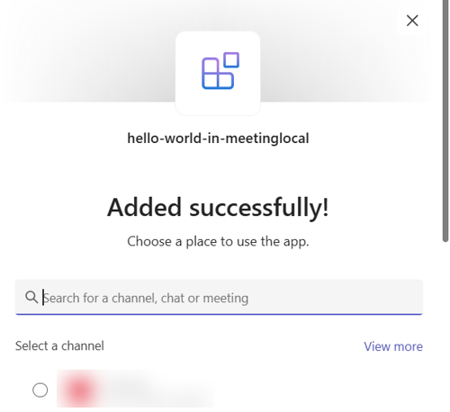 hello-world-in-meetinglocal
Added successfully!
Choose a place to use the app.
Search for a channel, chat or meeting
Select a channel
View more